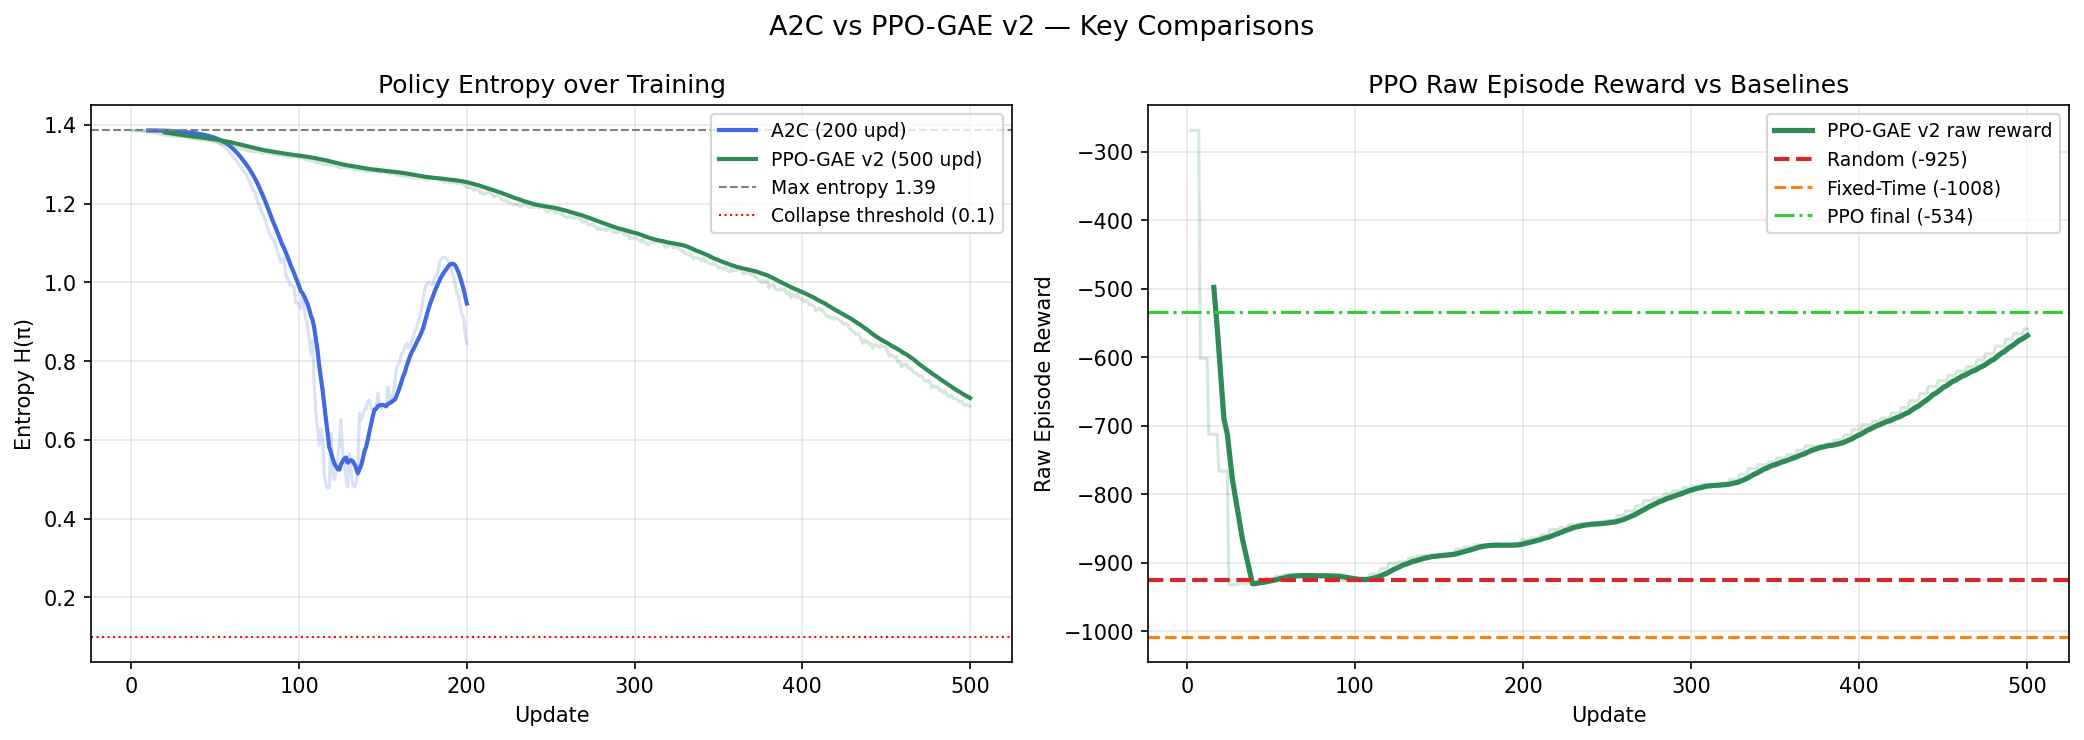 A2C vs PPO-GAE v2 — Key Comparisons
Policy Entropy over Training
Entropy H(π)
1.4
1.2
1.0
0.8
0.6
0.4
0.2
0
100
200
300
400
500
Update
A2C (200 upd)
PPO-GAE v2 (500 upd)
Max entropy 1.39
Collapse threshold (0.1)
PPO Raw Episode Reward vs Baselines
Raw Episode Reward
−300
−400
−500
−600
−700
−800
−900
−1000
0
100
200
300
400
500
Update
PPO-GAE v2 raw reward
Random (-925)
Fixed-Time (-1008)
PPO final (-534)